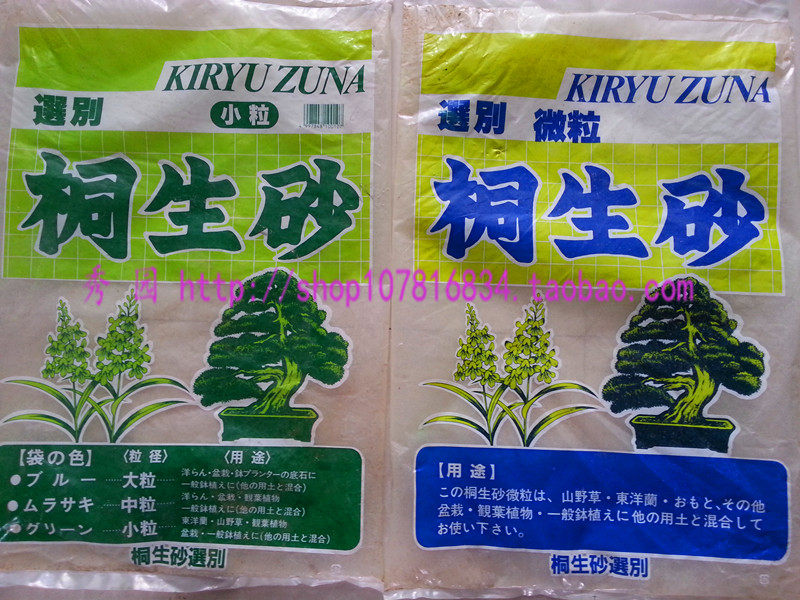 KIRYU ZUNA
選別 小粒
桐生砂
【袋の色】 〈粒径〉 〈用途〉
●ブルー―大粒―洋らん・盆栽・鉢プランターの底石に
一般鉢植えに(他の用土と混合)
●ムラサキ―中粒―洋らん・盆栽・観葉植物
一般鉢植えに(他の用土と混合)
●グリーン―小粒―東洋蘭・山野草・観葉植物
盆栽・一般鉢植えに(他の用土と混合)
桐生砂選別
KIRYU ZUNA
選別 微粒
桐生砂
【用途】
この桐生砂微粒は、山野草・東洋蘭・おもと、その他
盆栽・観葉植物・一般鉢植えに他の用土と混合して
お使い下さい。
桐生砂選別
秀园 http://shop107816834.taobao.com